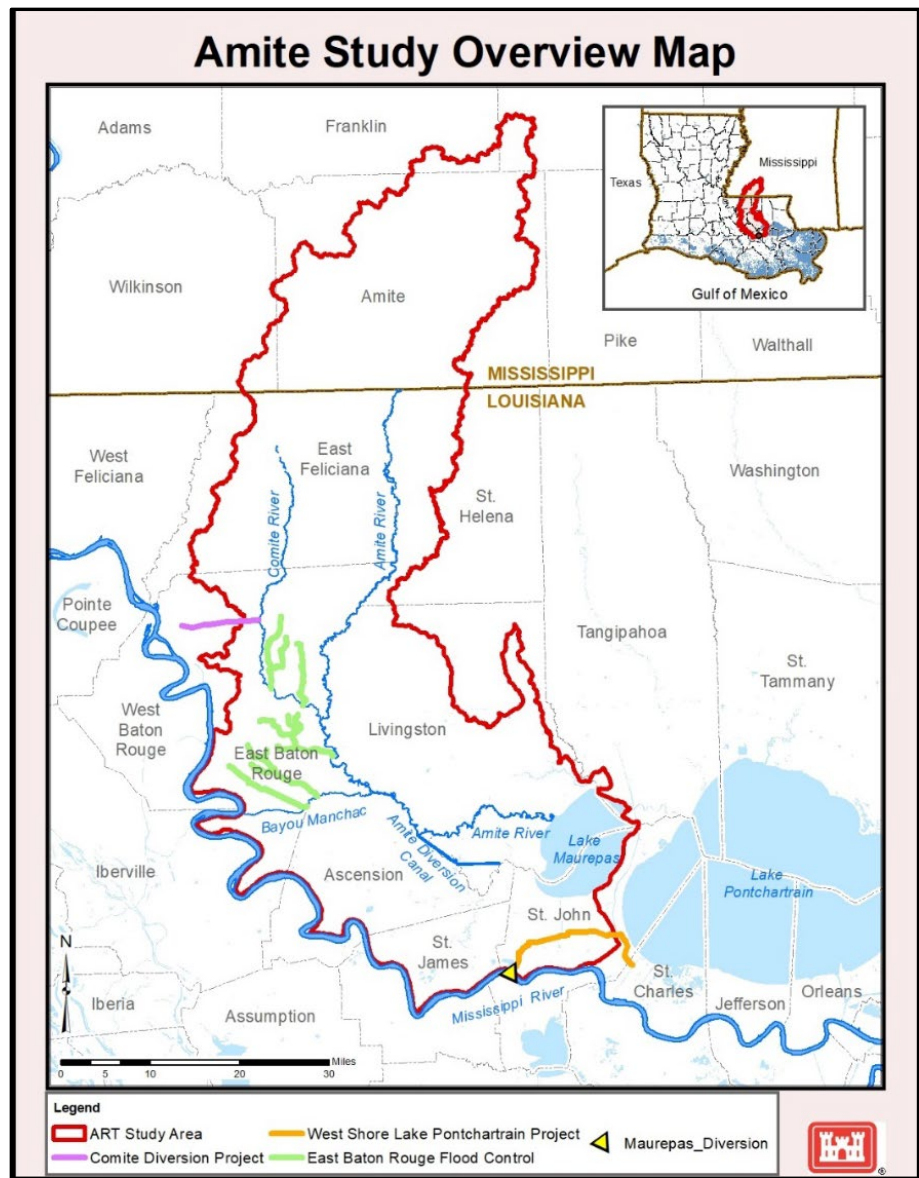 Amite Study Overview Map
Adams
Franklin
Texas
Mississippi
Gulf of Mexico
Wilkinson
Amite
Pike
Walthall
MISSISSIPPI
LOUISIANA
West
Feliciana
East
Feliciana
St.
Helena
Washington
Comite River
Amite River
Pointe
Coupee
Tangipahoa
St.
Tammany
West
Baton
Rouge
Livingston
East Baton
Rouge
Bayou Manchac
Amite River
Amite Diversion
Canal
Lake
Maurepas
Lake
Pontchartrain
Iberville
Ascension
St. John
St.
James
St.
Charles
Jefferson
Orleans
Mississippi River
N
Iberia
Assumption
Miles
0 5 10 20 30
Legend
ART Study Area
West Shore Lake Pontchartrain Project
Maurepas_Diversion
Comite Diversion Project
East Baton Rouge Flood Control
®